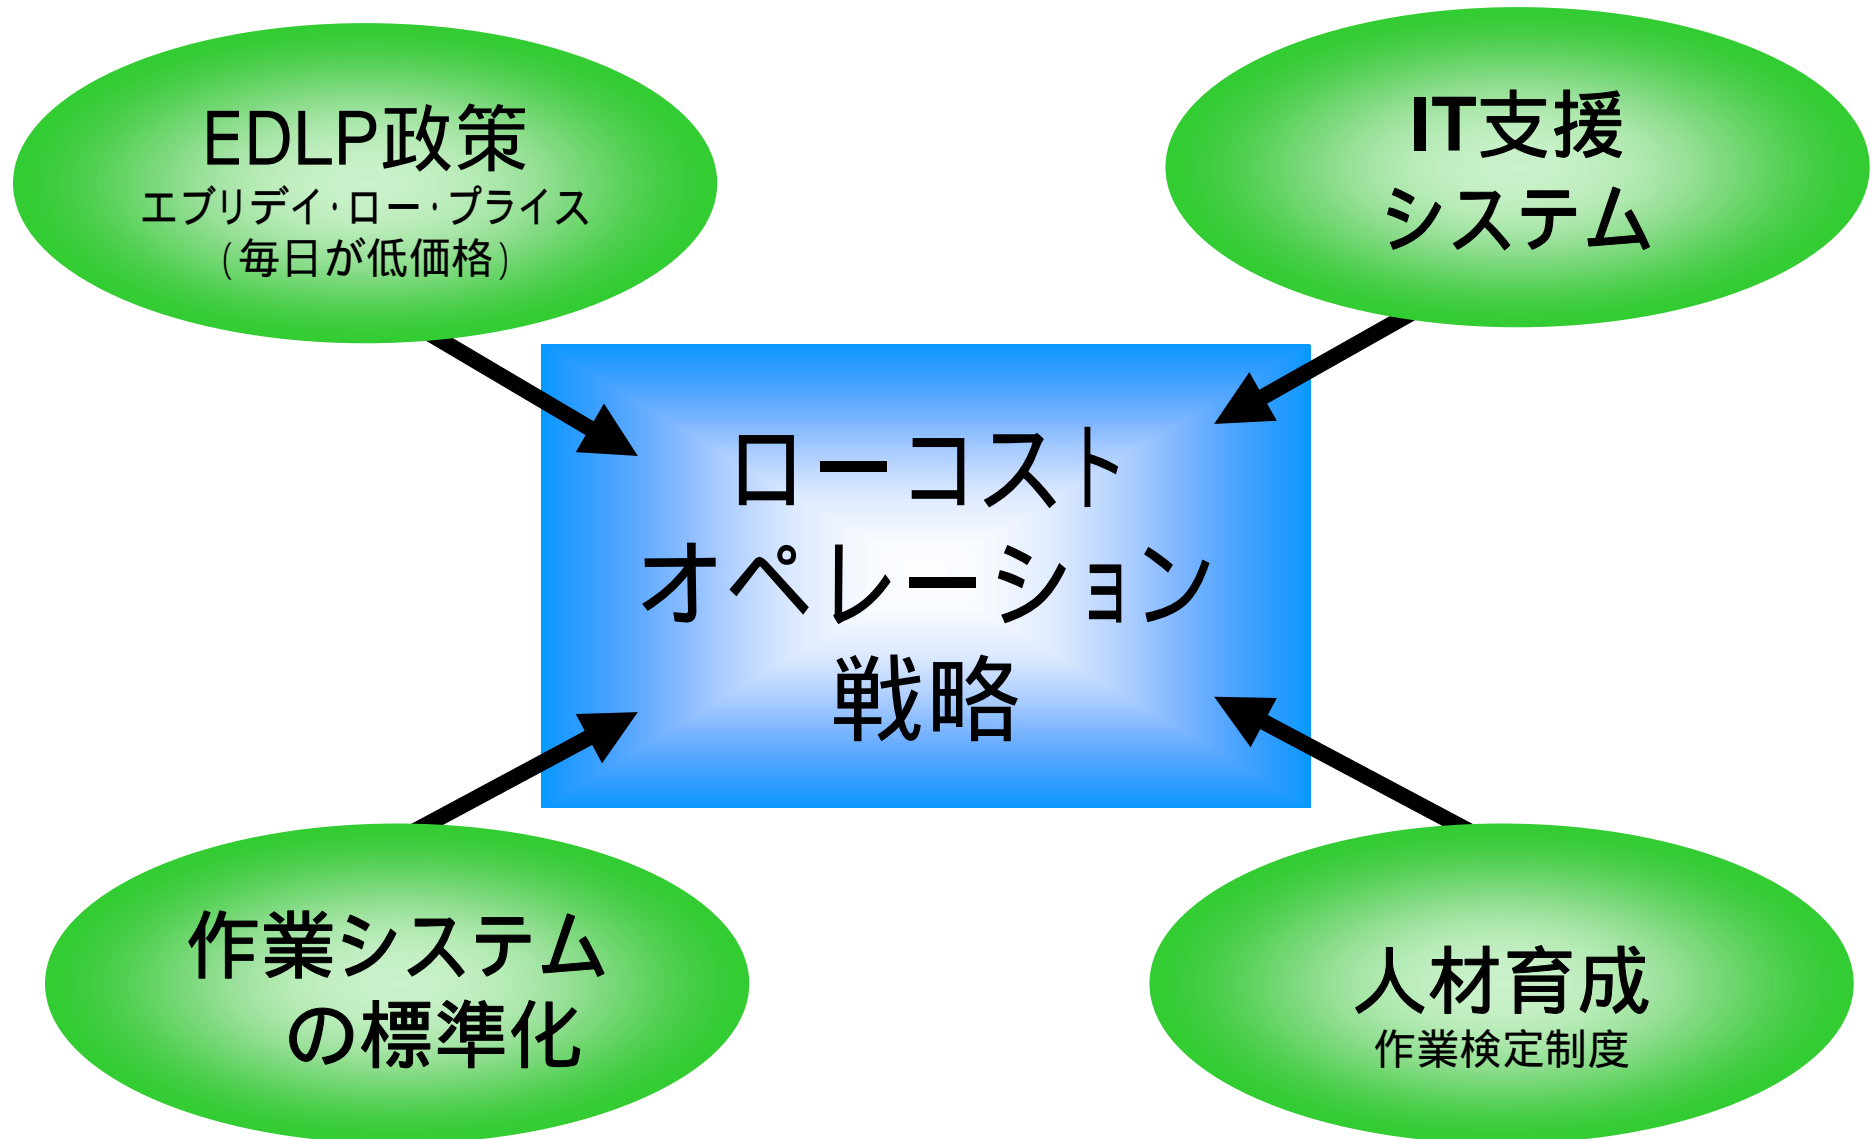 EDLP政策
エブリデイ・ロー・プライス
(毎日が低価格)
IT支援
システム
ローコスト
オペレーション
戦略
作業システム
の標準化
人材育成
作業検定制度